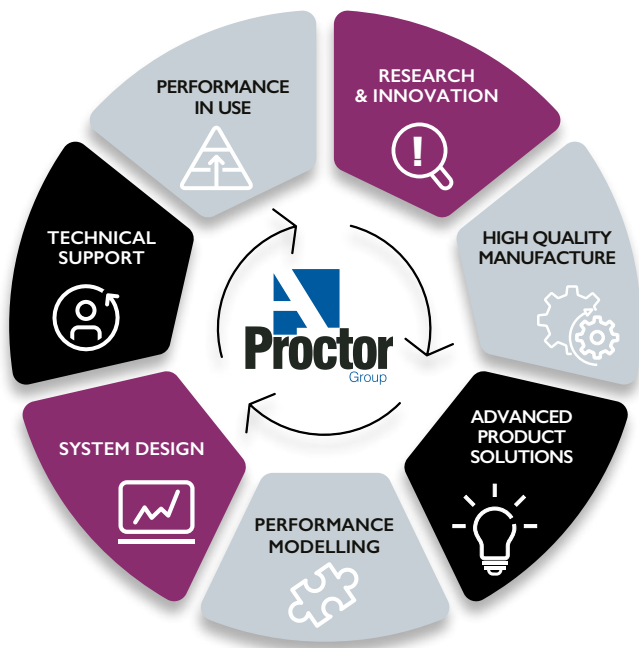 PERFORMANCE
IN USE
RESEARCH
& INNOVATION
TECHNICAL
SUPPORT
HIGH QUALITY
MANUFACTURE
A
Proctor
Group
ADVANCED
PRODUCT
SOLUTIONS
SYSTEM DESIGN
PERFORMANCE
MODELLING